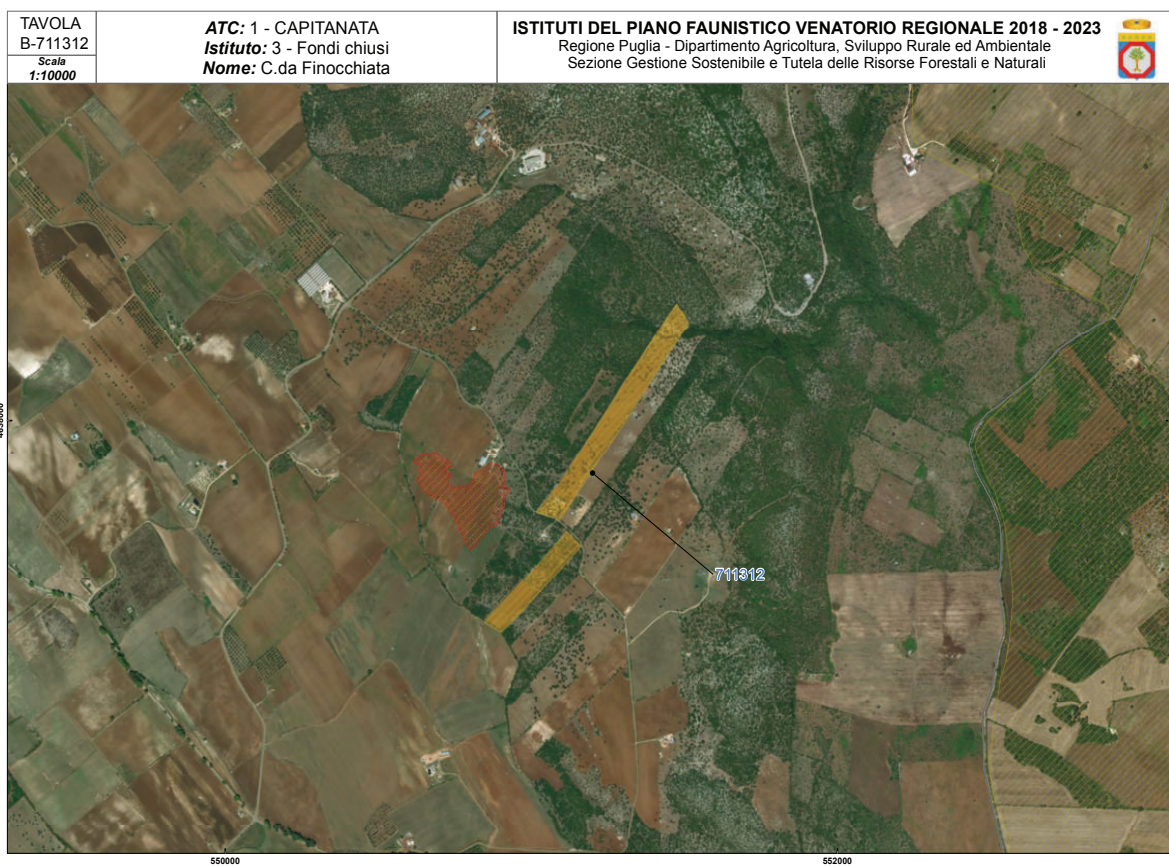 TAVOLA
B-711312
Scala
1:10000
ATC: 1 - CAPITANATA
Istituto: 3 - Fondi chiusi
Nome: C.da Finocchiata
ISTITUTI DEL PIANO FAUNISTICO VENATORIO REGIONALE 2018 - 2023
Regione Puglia - Dipartimento Agricoltura, Sviluppo Rurale ed Ambientale
Sezione Gestione Sostenibile e Tutela delle Risorse Forestali e Naturali
711312
550000
552000